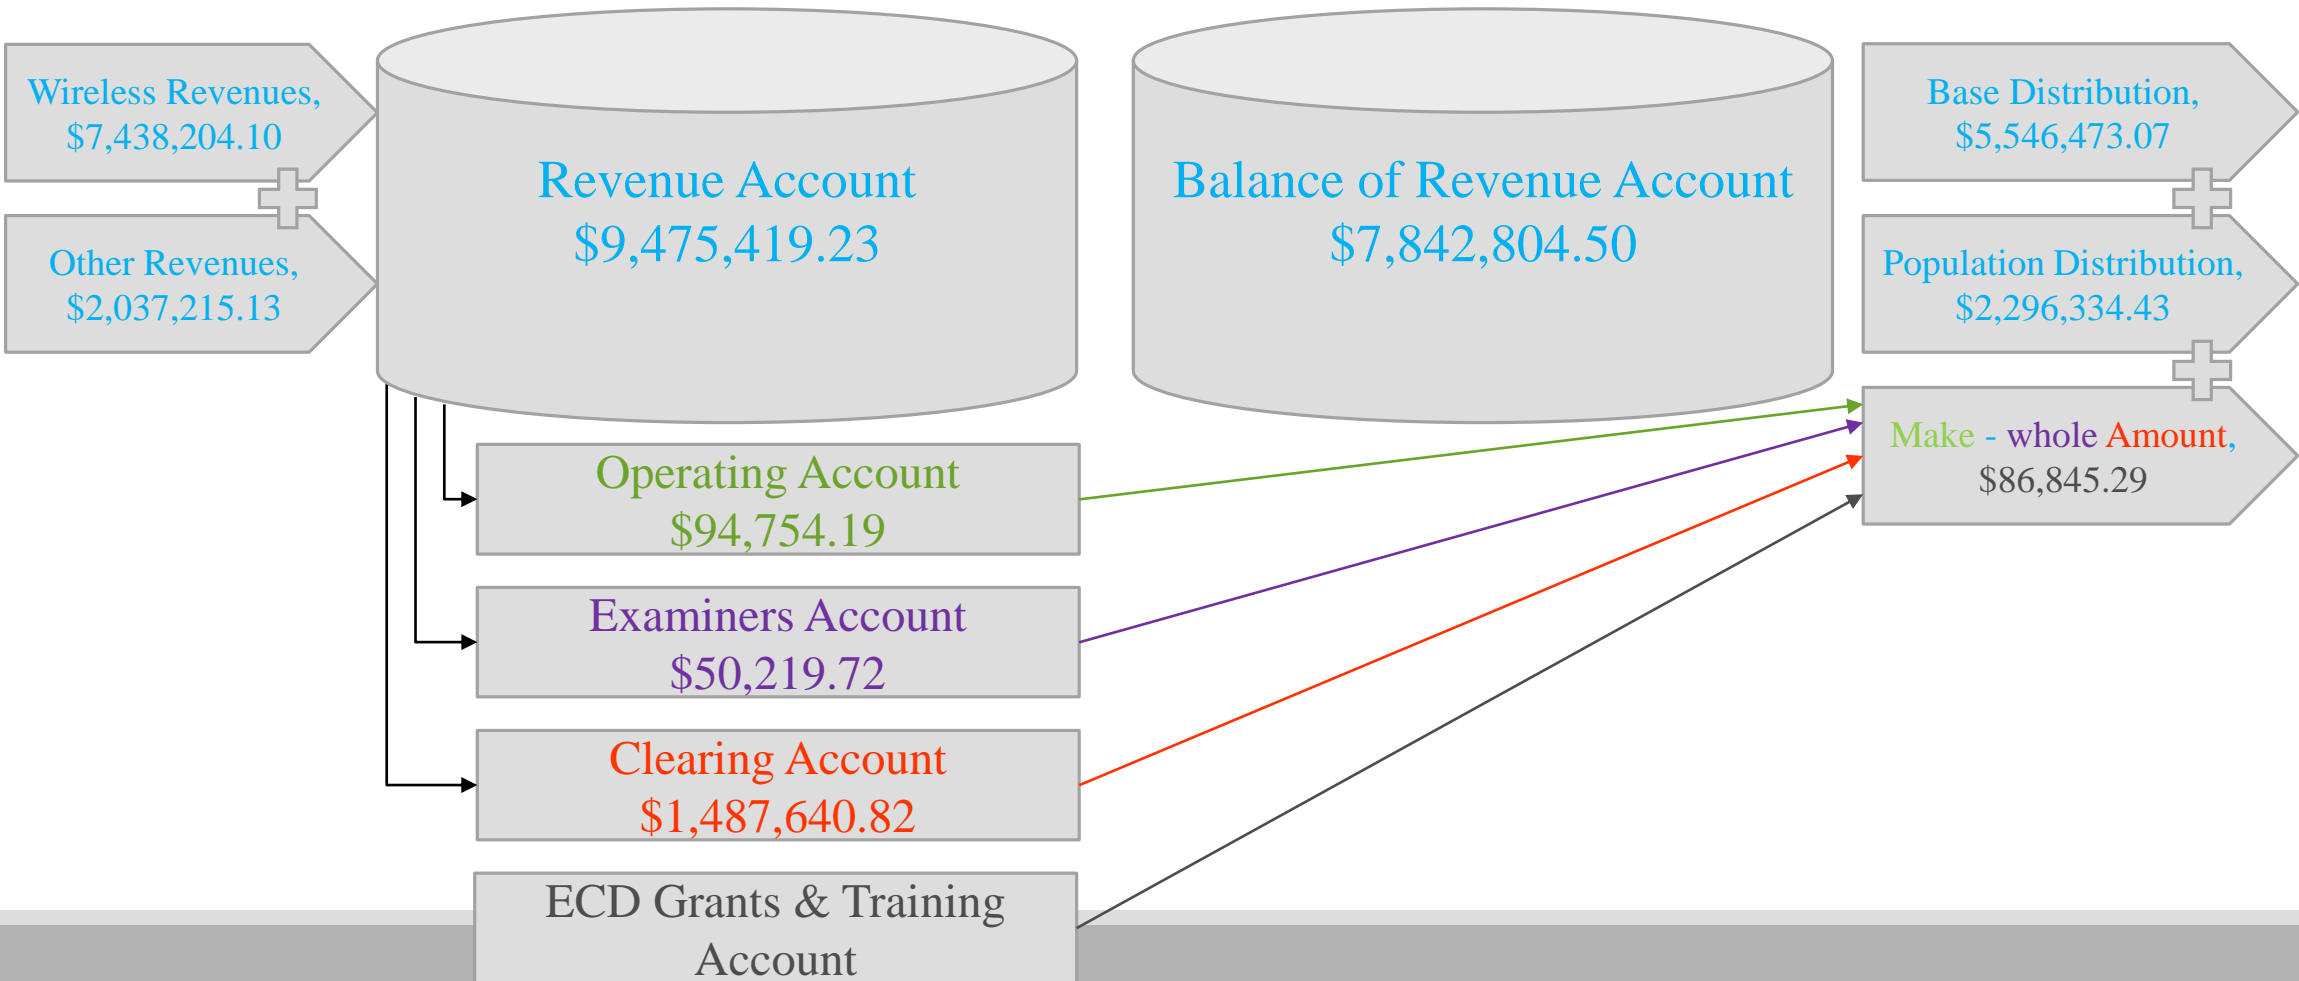 Wireless Revenues,
$7,438,204.10
Other Revenues,
$2,037,215.13
Revenue Account
$9,475,419.23
Balance of Revenue Account
$7,842,804.50
Base Distribution,
$5,546,473.07
Population Distribution,
$2,296,334.43
Make - whole Amount,
$86,845.29
Operating Account
$94,754.19
Examiners Account
$50,219.72
Clearing Account
$1,487,640.82
ECD Grants & Training
Account